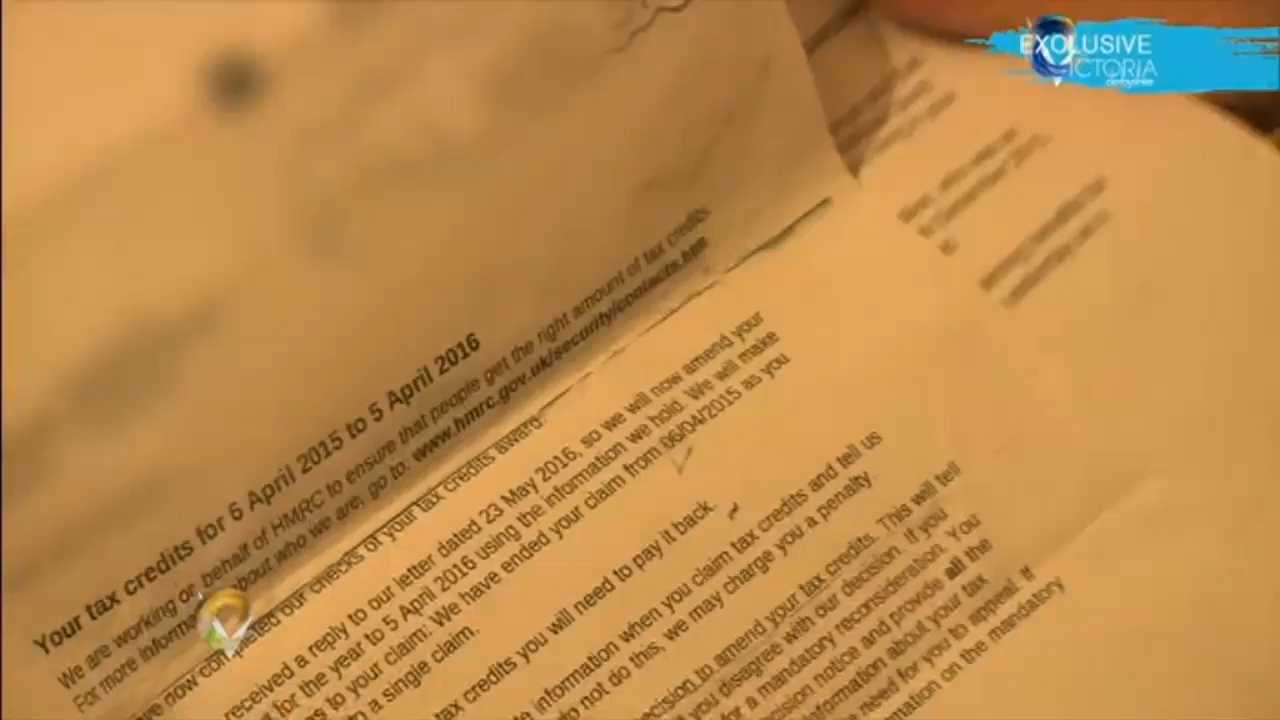 EXCLUSIVE
VICTORIA
DERBYSHIRE
Your tax credits for 6 April 2015 to 5 April 2016
We are working on behalf of HMRC to ensure that people get the right amount of tax credits.
For more informa about who we are, go to. www.hmrc.gov.uk/security/contacts.htm
ve now completed our checks of your tax credits award.
received a reply to our letter dated 23 May 2016, so we will now amend your
for the year to 5 April 2016 using the information we hold. We will make
es to your claim: We have ended your claim from 06/04/2015 as you
a single claim.
tax credits you will need to pay it back.
information when you claim tax credits and tell us
o not do this, we may charge you a penalty.
ecision to amend your tax credits. This will tell
you disagree with our decision. If you
for a mandatory reconsideration. You
cision notice and provide all the
nformation about your tax
need for you to appeal. If
mation on the mandatory